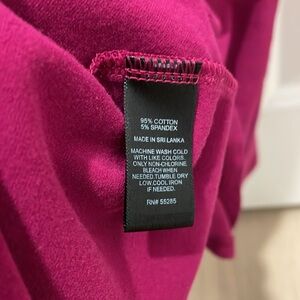 95% COTTON
5% SPANDEX
MADE IN SRI LANKA
MACHINE WASH COLD
WITH LIKE COLORS.
ONLY NON-CHLORINE,
BLEACH WHEN
NEEDED.TUMBLE DRY
LOW,COOL IRON
IF NEEDED.
RN# 55285